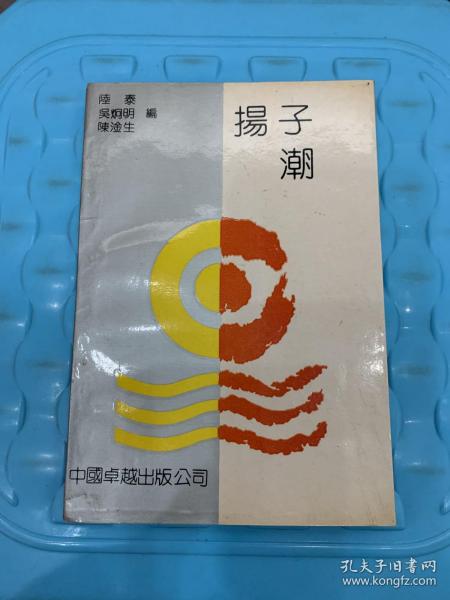 陸泰
吳炯明 編
陳淦生
揚子
潮
中國卓越出版公司
孔夫子旧书网
www.kongfz.com